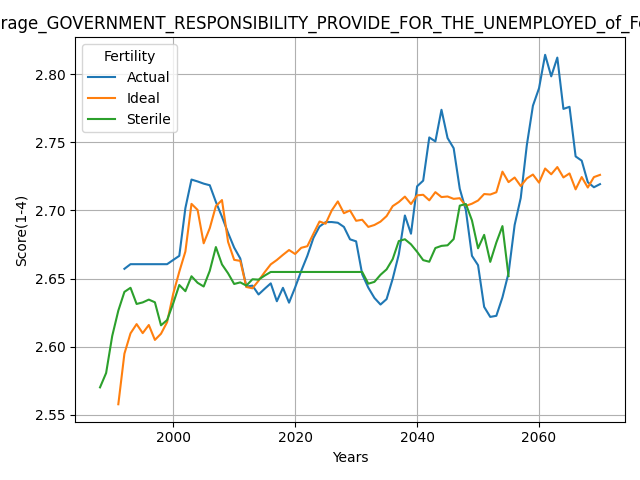 rage_GOVERNMENT_RESPONSIBILITY_PROVIDE_FOR_THE_UNEMPLOYED_of_Fe
Fertility
Actual
Ideal
Sterile
Score(1-4)
2.80
2.75
2.70
2.65
2.60
2.55
2000 2020 2040 2060
Years